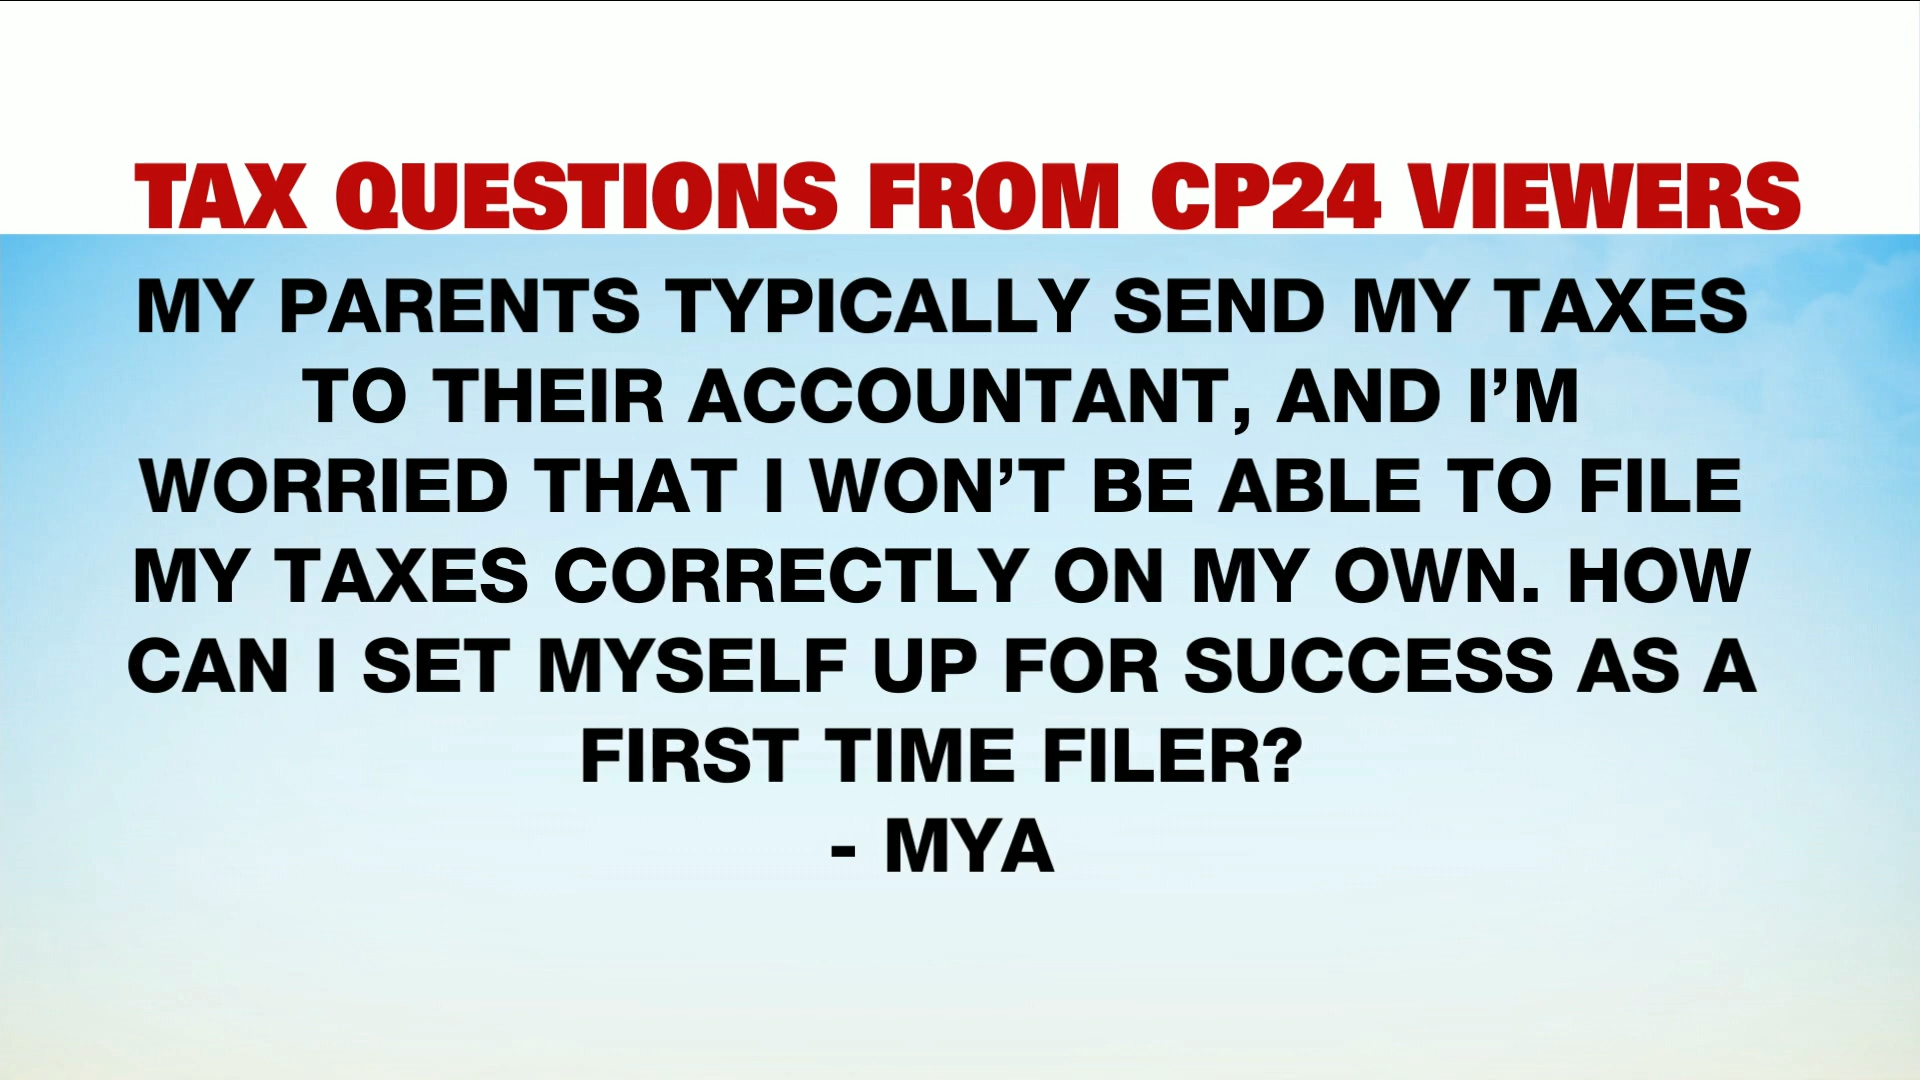 TAX QUESTIONS FROM CP24 VIEWERS
MY PARENTS TYPICALLY SEND MY TAXES
TO THEIR ACCOUNTANT, AND I’M
WORRIED THAT I WON’T BE ABLE TO FILE
MY TAXES CORRECTLY ON MY OWN. HOW
CAN I SET MYSELF UP FOR SUCCESS AS A
FIRST TIME FILER?
- MYA